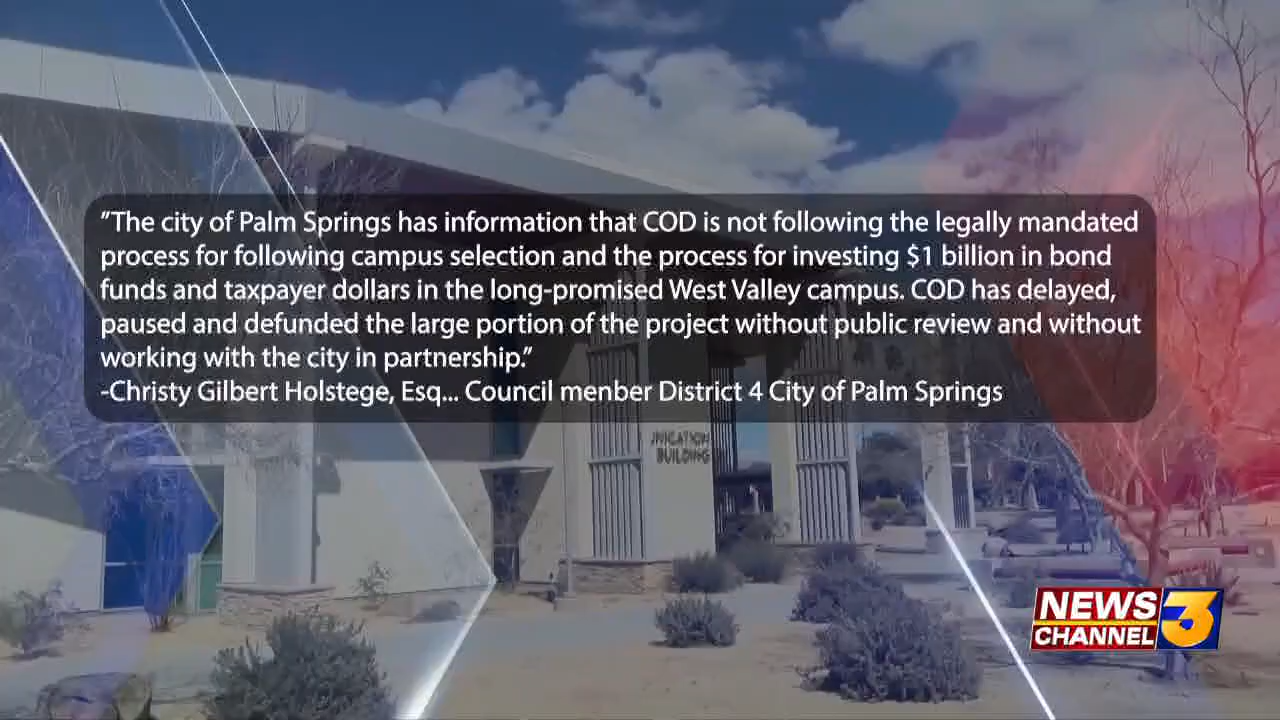 "The city of Palm Springs has information that COD is not following the legally mandated
process for following campus selection and the process for investing $1 billion in bond
funds and taxpayer dollars in the long-promised West Valley campus. COD has delayed,
paused and defunded the large portion of the project without public review and without
working with the city in partnership."
-Christy Gilbert Holstege, Esq... Council menber District 4 City of Palm Springs
BUILDING
NEWS
CHANNEL 3